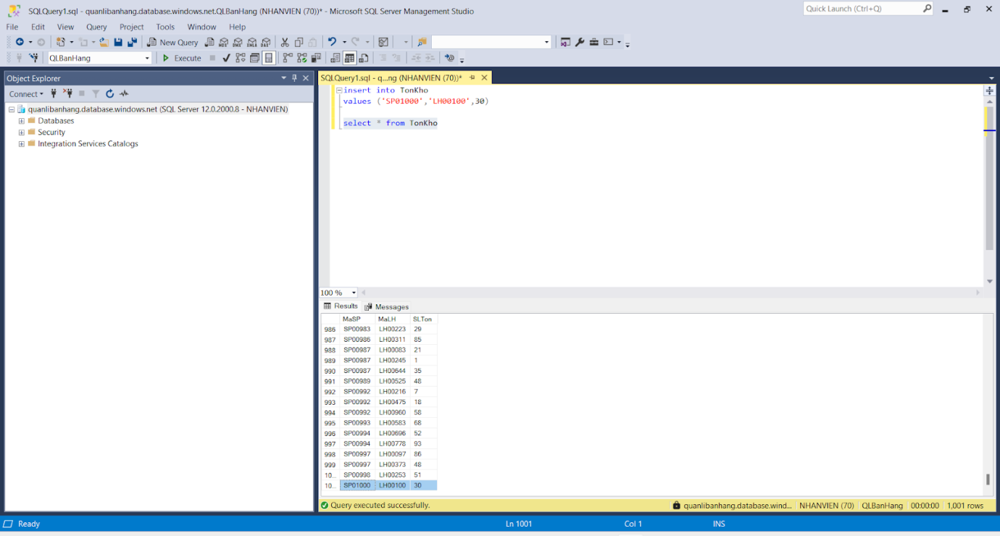 SQLQuery1.sql - quanlibanhang.database.windows.net.QLBanHang (NHANVIEN (70))* - Microsoft SQL Server Management Studio
Quick Launch (Ctrl+Q)
File Edit View Query Project Tools Window Help
New Query
QLBanHang
Execute
Object Explorer
Connect
quanlibanhang.database.windows.net (SQL Server 12.0.2000.8 - NHANVIEN)
Databases
Security
Integration Services Catalogs
SQLQuery1.sql - q...ng (NHANVIEN (70))*
insert into TonKho
values ('SP01000','LH00100',30)
select * from TonKho
100 %
Results Messages
MaSP MaLH SLTon
986 SP00983 LH00223 29
987 SP00986 LH00311 85
988 SP00987 LH00083 21
989 SP00987 LH00245 1
990 SP00987 LH00644 35
991 SP00989 LH00525 48
992 SP00992 LH00216 7
993 SP00992 LH00475 18
994 SP00992 LH00960 58
995 SP00993 LH00583 68
996 SP00994 LH00696 52
997 SP00994 LH00778 93
998 SP00997 LH00097 86
999 SP00997 LH00373 48
10... SP00998 LH00253 51
10... SP01000 LH00100 30
Query executed successfully.
quanlibanhang.database.wind... NHANVIEN (70) QLBanHang 00:00:00 1,001 rows
Ready
Ln 1001 Col 1 INS